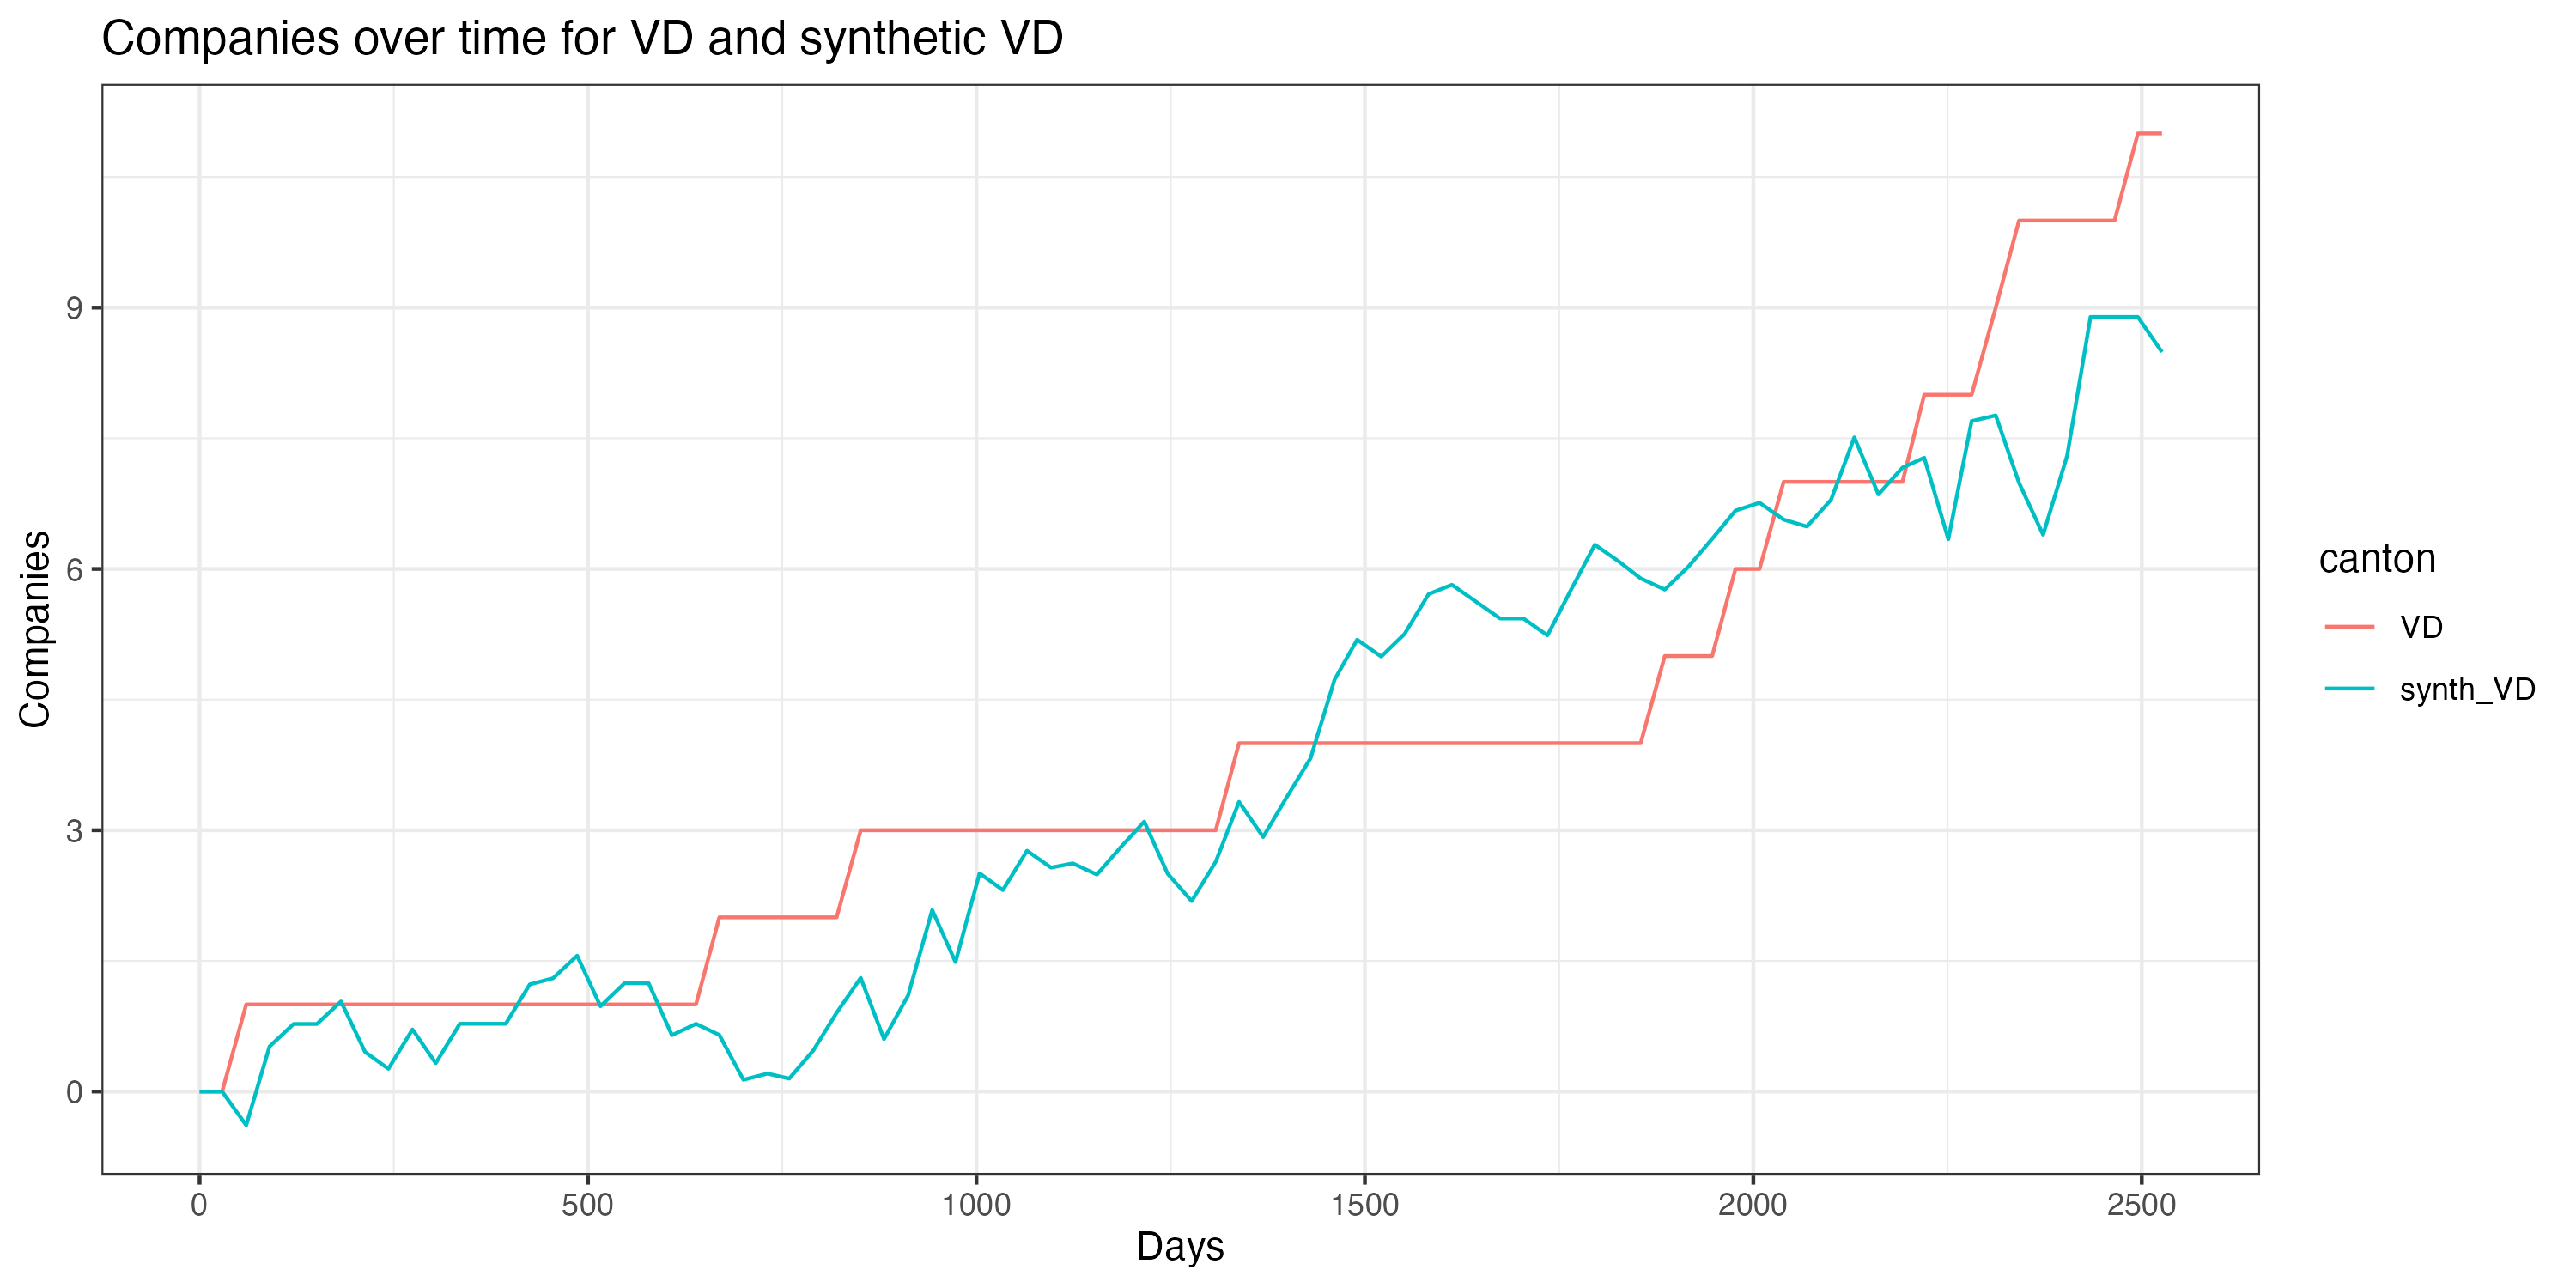 Companies over time for VD and synthetic VD
Companies
9
6
3
0
0
500
1000
1500
2000
2500
Days
canton
VD
synth_VD